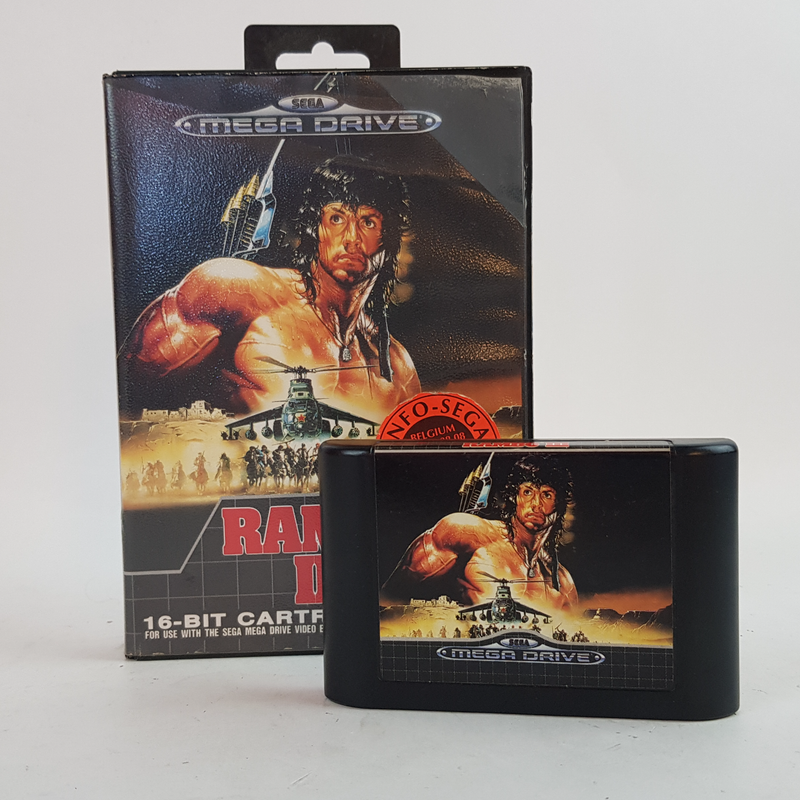 SEGA
MEGA DRIVE
NFO-SEGA
BELGIUM
RAM
16-BIT CARTR
FOR USE WITH THE SEGA MEGA DRIVE VIDEO E
SEGA
MEGA DRIVE